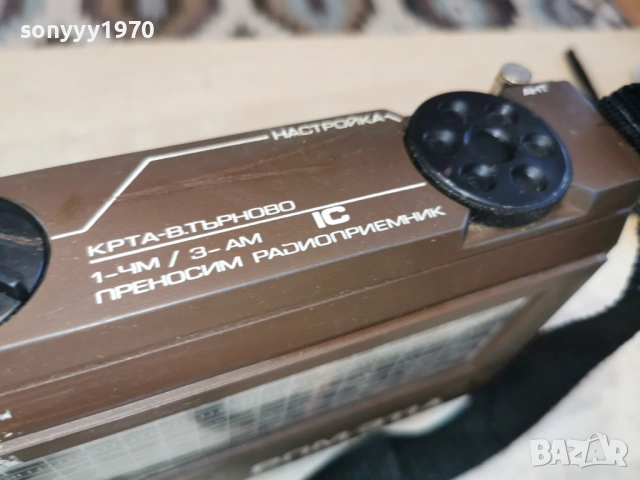 sonyyy1970
АНТ
НАСТРОЙКА
КРТА-В.ТЪРНОВО
1-ЧМ / 3-АМ IC
ПРЕНОСИМ РАДИОПРИЕМНИК
BAZAR